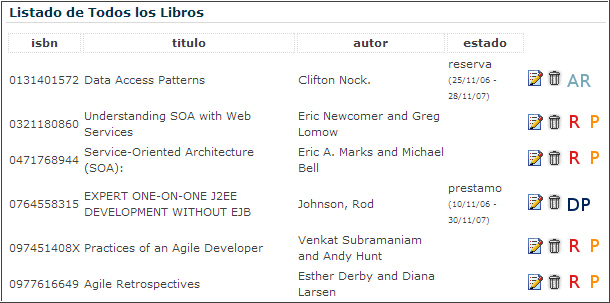 Listado de Todos los Libros
isbn titulo autor estado
0131401572 Data Access Patterns Clifton Nock. reserva
(25/11/06 -
28/11/07) AR
0321180860 Understanding SOA with Web
Services Eric Newcomer and Greg
Lomow R P
0471768944 Service-Oriented Architecture
(SOA): Eric A. Marks and Michael
Bell R P
0764558315 EXPERT ONE-ON-ONE J2EE
DEVELOPMENT WITHOUT EJB Johnson, Rod prestamo
(10/11/06 -
30/11/07) DP
097451408X Practices of an Agile Developer Venkat Subramaniam
and Andy Hunt R P
0977616649 Agile Retrospectives Esther Derby and Diana
Larsen R P